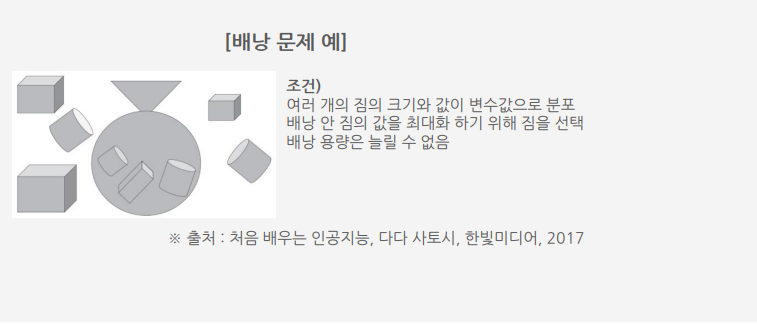 [배낭 문제 예]
조건)
여러 개의 짐의 크기와 값이 변수값으로 분포
배낭 안 짐의 값을 최대화 하기 위해 짐을 선택
배낭 용량은 늘릴 수 없음
※ 출처 : 처음 배우는 인공지능, 다다 사토시, 한빛미디어, 2017